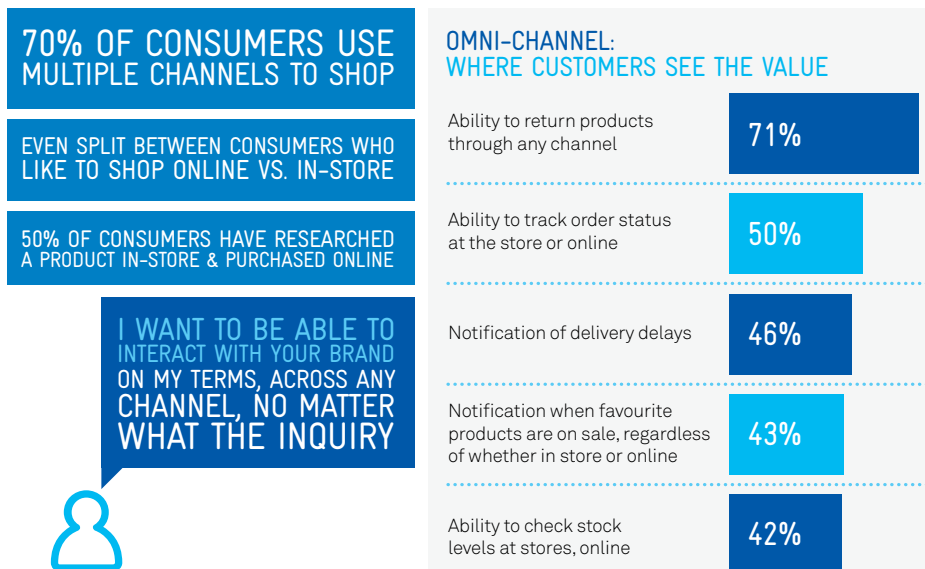 70% OF CONSUMERS USE
MULTIPLE CHANNELS TO SHOP
EVEN SPLIT BETWEEN CONSUMERS WHO
LIKE TO SHOP ONLINE VS. IN-STORE
50% OF CONSUMERS HAVE RESEARCHED
A PRODUCT IN-STORE & PURCHASED ONLINE
I WANT TO BE ABLE TO
INTERACT WITH YOUR BRAND
ON MY TERMS, ACROSS ANY
CHANNEL, NO MATTER
WHAT THE INQUIRY
OMNI-CHANNEL:
WHERE CUSTOMERS SEE THE VALUE
Ability to return products
through any channel
71%
Ability to track order status
at the store or online
50%
Notification of delivery delays
46%
Notification when favourite
products are on sale, regardless
of whether in store or online
43%
Ability to check stock
levels at stores, online
42%